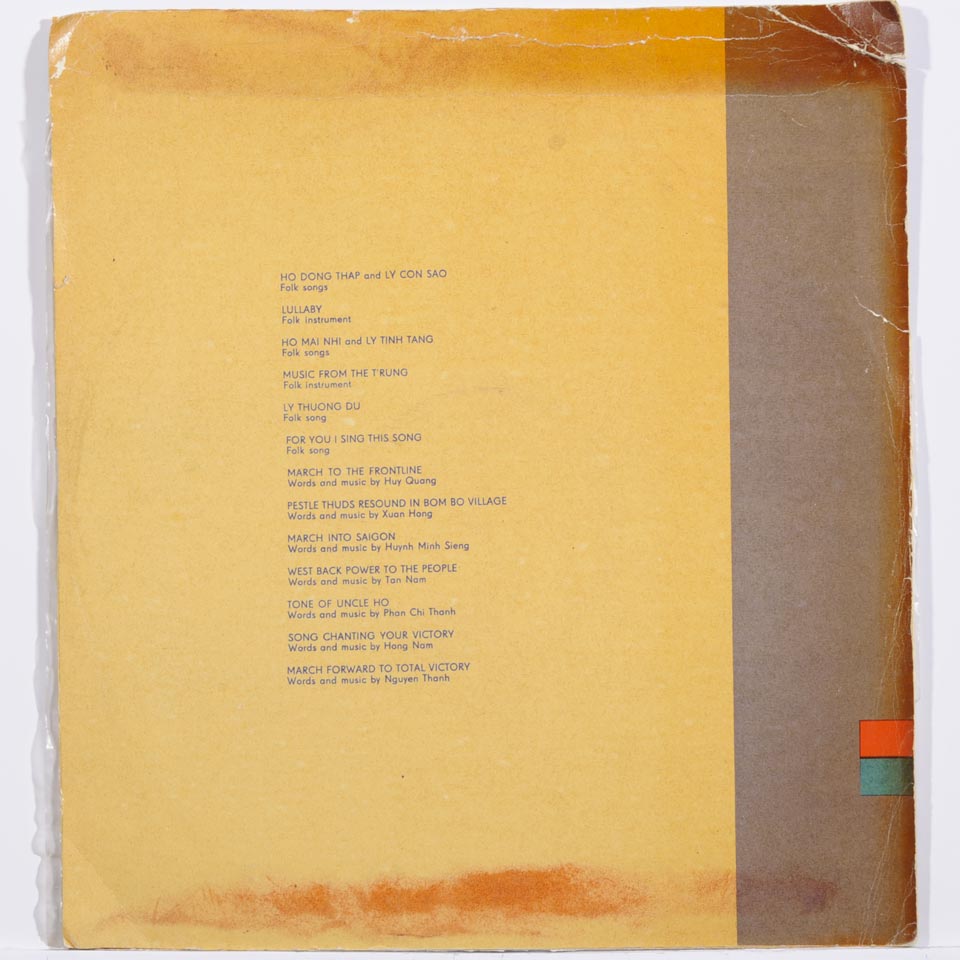 HO DONG THAP and LY CON SAO
Folk songs
LULLABY
Folk instrument
HO MAI NHI and LY TINH TANG
Folk songs
MUSIC FROM THE T'RUNG
Folk instrument
LY THUONG DU
Folk song
FOR YOU I SING THIS SONG
Folk song
MARCH TO THE FRONTLINE
Words and music by Huy Quang
PESTLE THUDS RESOUND IN BOM BO VILLAGE
Words and music by Xuan Hong
MARCH INTO SAIGON
Words and music by Huynh Minh Sieng
WEST BACK POWER TO THE PEOPLE
Words and music by Tan Nam
TONE OF UNCLE HO
Words and music by Phan Chi Thanh
SONG CHANTING YOUR VICTORY
Words and music by Hong Nam
MARCH FORWARD TO TOTAL VICTORY
Words and music by Nguyen Thanh